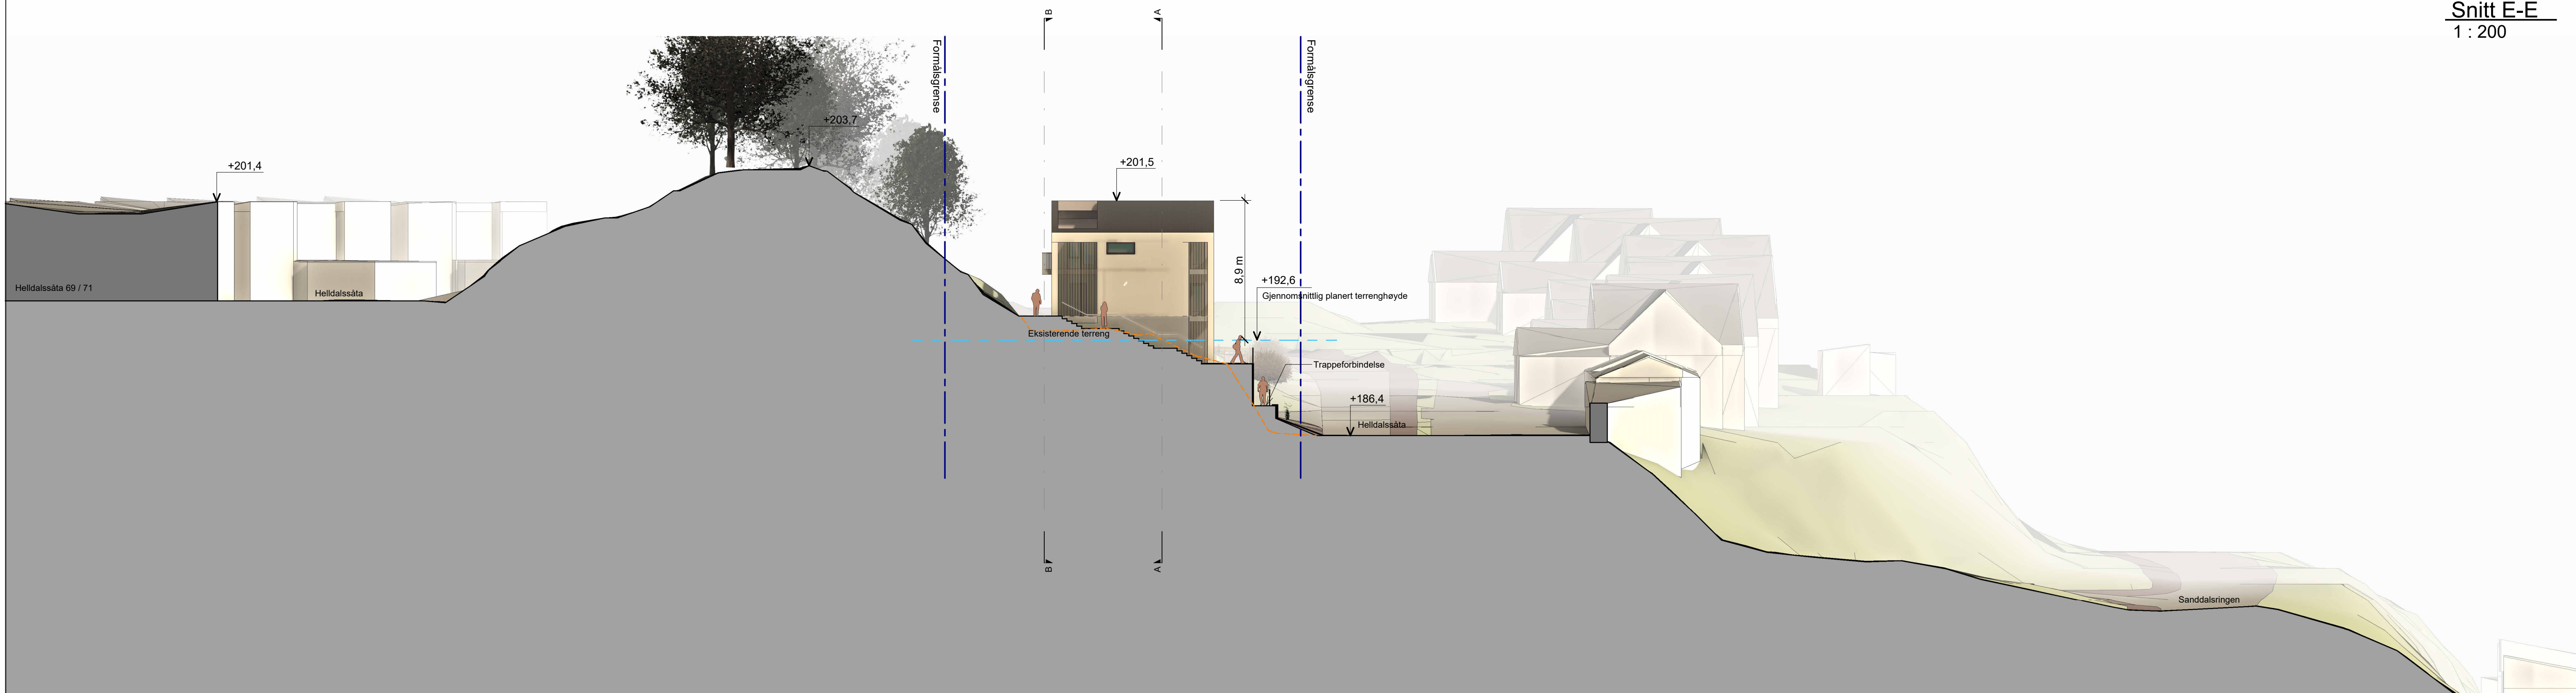 Snitt E-E
1 : 200
B
A
Formålsgrense
Formålsgrense
+203,7
+201,4
+201,5
8,9 m
+192,6
Gjennomsnittlig planert terrenghøyde
Helldalssåta 69 / 71
Helldalssåta
Eksisterende terreng
Trappeforbindelse
+186,4
Helldalssåta
B
A
Sanddalsringen